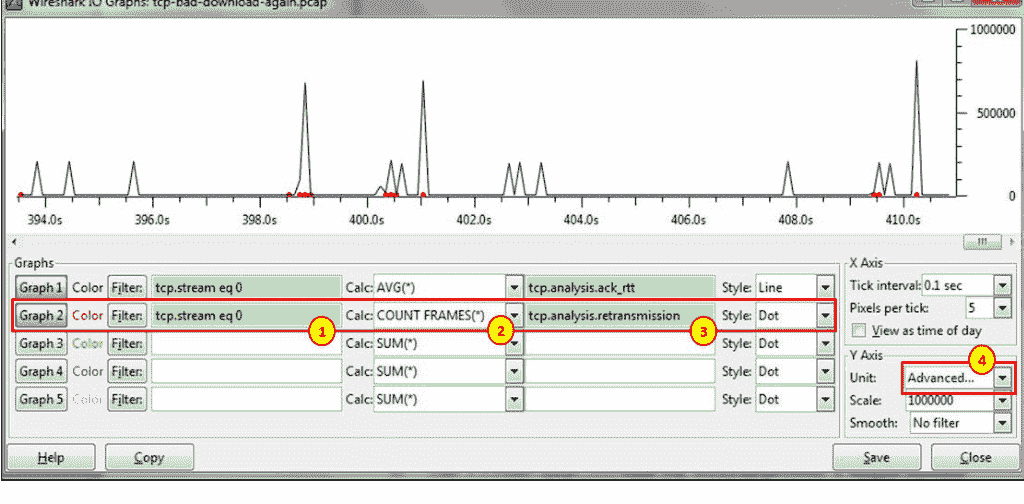 Wireshark IO Graphs: tcp-bad-download-again.pcap
1000000
500000
0
394.0s 396.0s 398.0s 400.0s 402.0s 404.0s 406.0s 408.0s 410.0s
Graphs
Graph 1 Color Filter: tcp.stream eq 0 Calc: AVG(*) tcp.analysis.ack_rtt Style: Line
Graph 2 Color Filter: tcp.stream eq 0 1 Calc: COUNT FRAMES(*) 2 tcp.analysis.retransmission 3 Style: Dot
Graph 3 Color Filter: Calc: SUM(*) Style: Dot
Graph 4 Color Filter: Calc: SUM(*) Style: Dot
Graph 5 Color Filter: Calc: SUM(*) Style: Dot
X Axis
Tick interval: 0.1 sec
Pixels per tick: 5
View as time of day
Y Axis
4
Unit: Advanced...
Scale: 1000000
Smooth: No filter
Help Copy Save Close